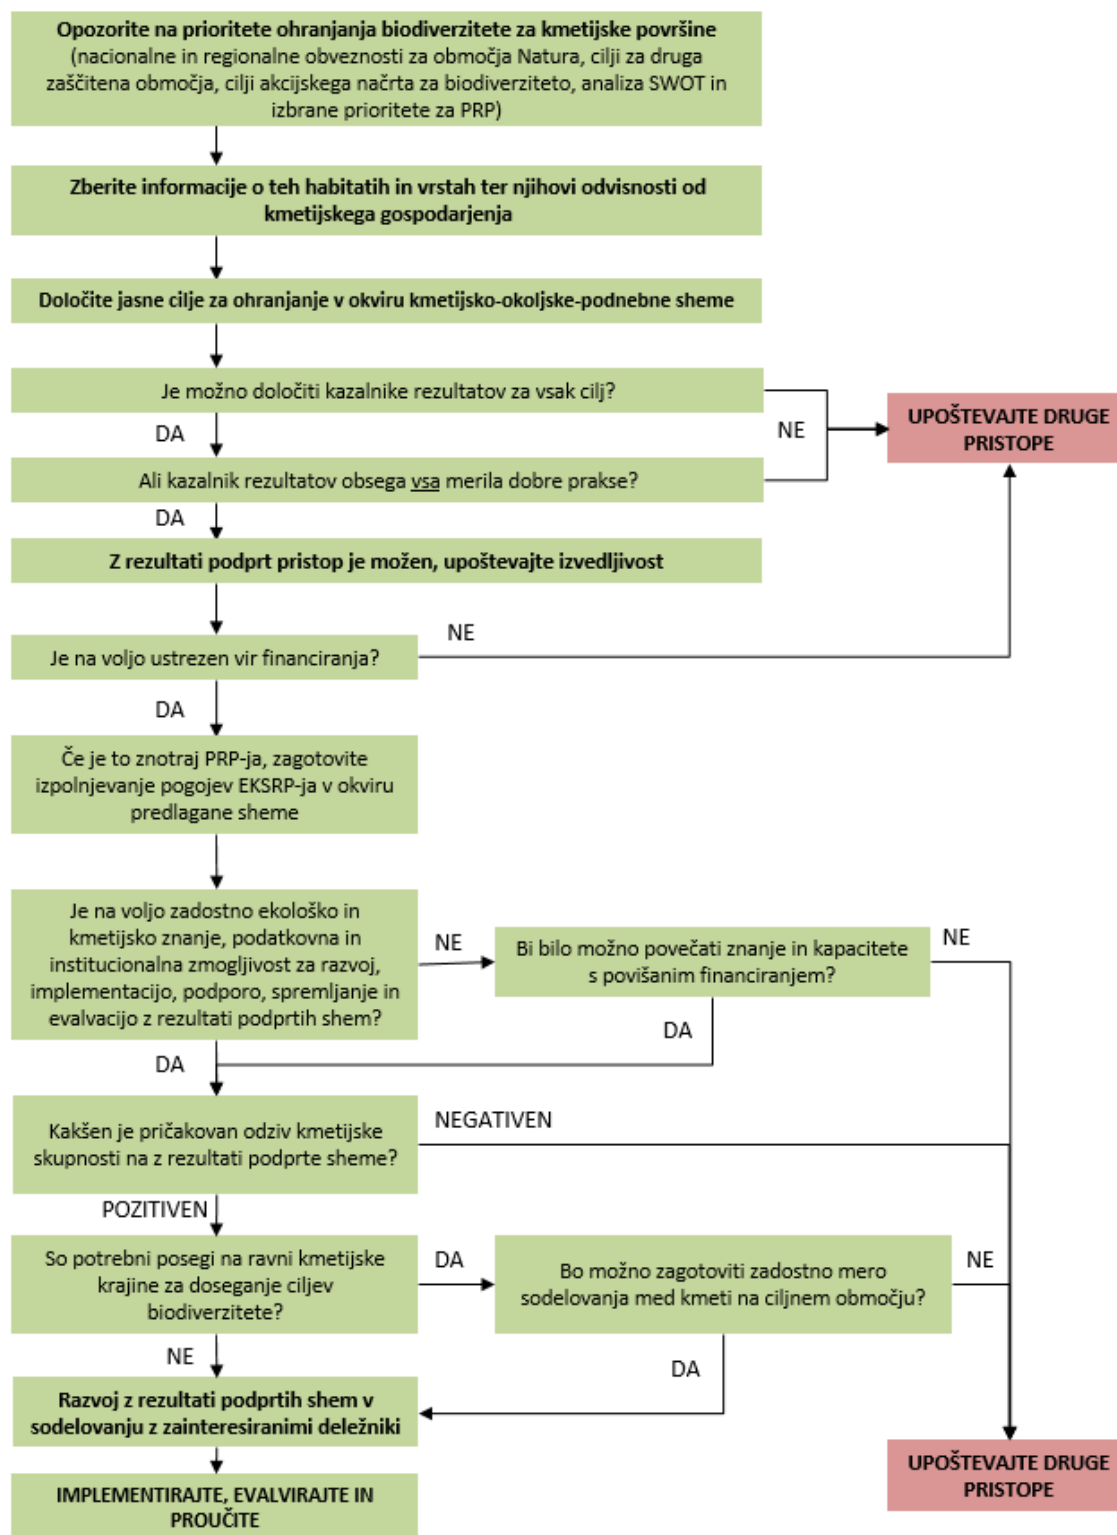 Opozorite na prioritete ohranjanja biodiverzitete za kmetijske površine
(nacionalne in regionalne obveznosti za območja Natura, cilji za druga
zaščitena območja, cilji akcijskega načrta za biodiverziteto, analiza SWOT in
izbrane prioritete za PRP)
Zberite informacije o teh habitatih in vrstah ter njihovi odvisnosti od
kmetijskega gospodarjenja
Določite jasne cilje za ohranjanje v okviru kmetijsko-okoljske-podnebne sheme
Je možno določiti kazalnike rezultatov za vsak cilj?
DA
NE
UPOŠTEVAJTE DRUGE
PRISTOPE
Ali kazalnik rezultatov obsega vsa merila dobre prakse?
DA
Z rezultati podprt pristop je možen, upoštevajte izvedljivost
NE
Je na voljo ustrezen vir financiranja?
DA
Če je to znotraj PRP-ja, zagotovite
izpolnjevanje pogojev EKSRP-ja v okviru
predlagane sheme
Je na voljo zadostno ekološko in
kmetijsko znanje, podatkovna in
institucionalna zmogljivost za razvoj,
implementacijo, podporo, spremljanje in
evalvacijo z rezultati podprtih shem?
NE
Bi bilo možno povečati znanje in kapacitete
s povišanim financiranjem?
NE
DA
DA
Kakšen je pričakovan odziv kmetijske
skupnosti na z rezultati podprte sheme?
NEGATIVEN
POZITIVEN
So potrebni posegi na ravni kmetijske
krajine za doseganje ciljev
biodiverzitete?
DA
Bo možno zagotoviti zadostno mero
sodelovanja med kmeti na ciljnem območju?
NE
NE
DA
Razvoj z rezultati podprtih shem v
sodelovanju z zainteresiranimi deležniki
UPOŠTEVAJTE DRUGE
PRISTOPE
IMPLEMENTIRAJTE, EVALVIRAJTE IN
PROUČITE